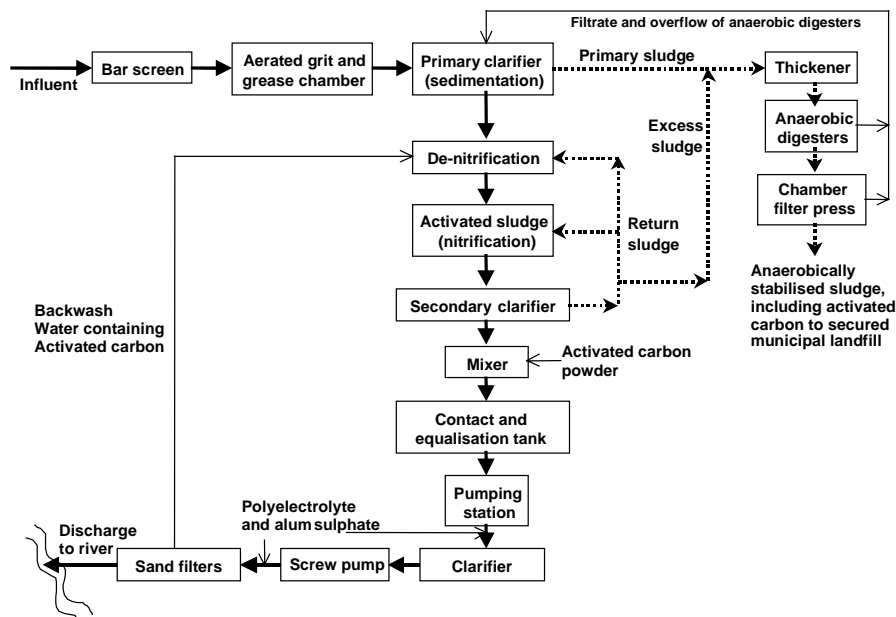 Filtrate and overflow of anaerobic digesters
Influent
Bar screen
Aerated grit and
grease chamber
Primary clarifier
(sedimentation)
Primary sludge
Thickener
Anaerobic
digesters
Excess
sludge
De-nitrification
Chamber
filter press
Activated sludge
(nitrification)
Return
sludge
Anaerobically
stabilised sludge,
including activated
carbon to secured
municipal landfill
Secondary clarifier
Backwash
Water containing
Activated carbon
Mixer
Activated carbon
powder
Contact and
equalisation tank
Pumping
station
Polyelectrolyte
and alum sulphate
Discharge
to river
Sand filters
Screw pump
Clarifier